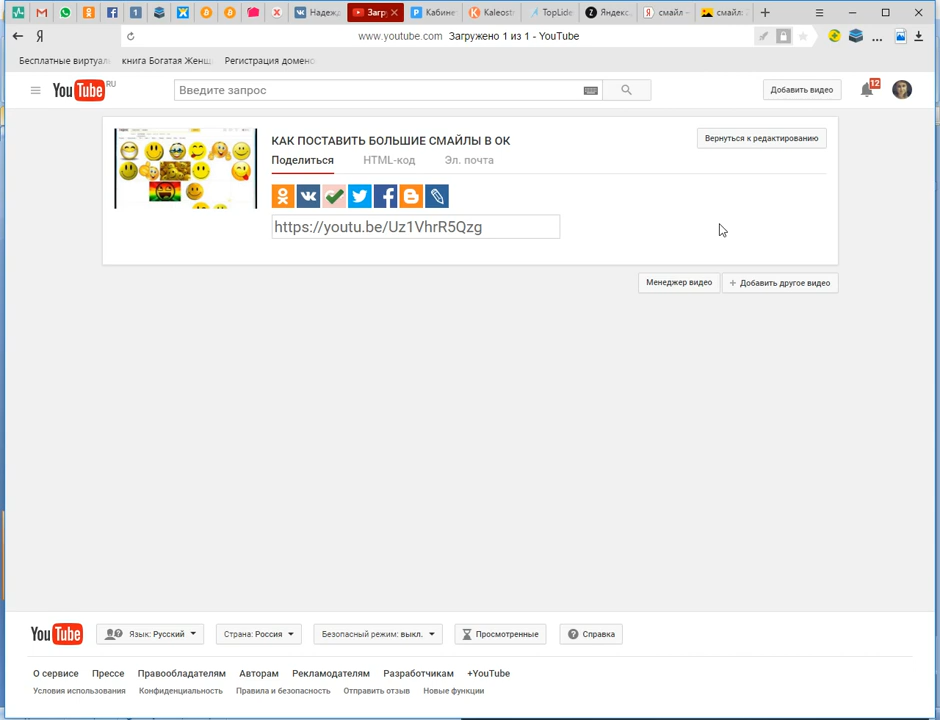 1
Надежд
Загр
Кабине
Kaleost
TopLide
Яндекс.
смайл -
смайл:
Я
www.youtube.com Загружено 1 из 1 - YouTube
Бесплатные виртуал
книга Богатая Женщ
Регистрация домено
YouTube RU
Введите запрос
Добавить видео
12
КАК ПОСТАВИТЬ БОЛЬШИЕ СМАЙЛЫ В ОК
Вернуться к редактированию
Поделиться
HTML-код
Эл. почта
https://youtu.be/Uz1VhrR5Qzg
Менеджер видео
+ Добавить другое видео
YouTube
Язык: Русский
Страна: Россия
Безопасный режим: выкл.
Просмотренные
Справка
О сервисе
Прессе
Правообладателям
Авторам
Рекламодателям
Разработчикам
+YouTube
Условия использования
Конфиденциальность
Правила и безопасность
Отправить отзыв
Новые функции